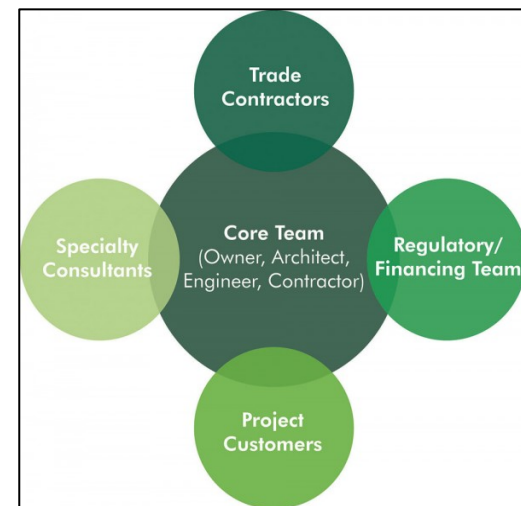 Trade
Contractors
Specialty
Consultants
Core Team
(Owner, Architect,
Engineer, Contractor)
Regulatory/
Financing Team
Project
Customers